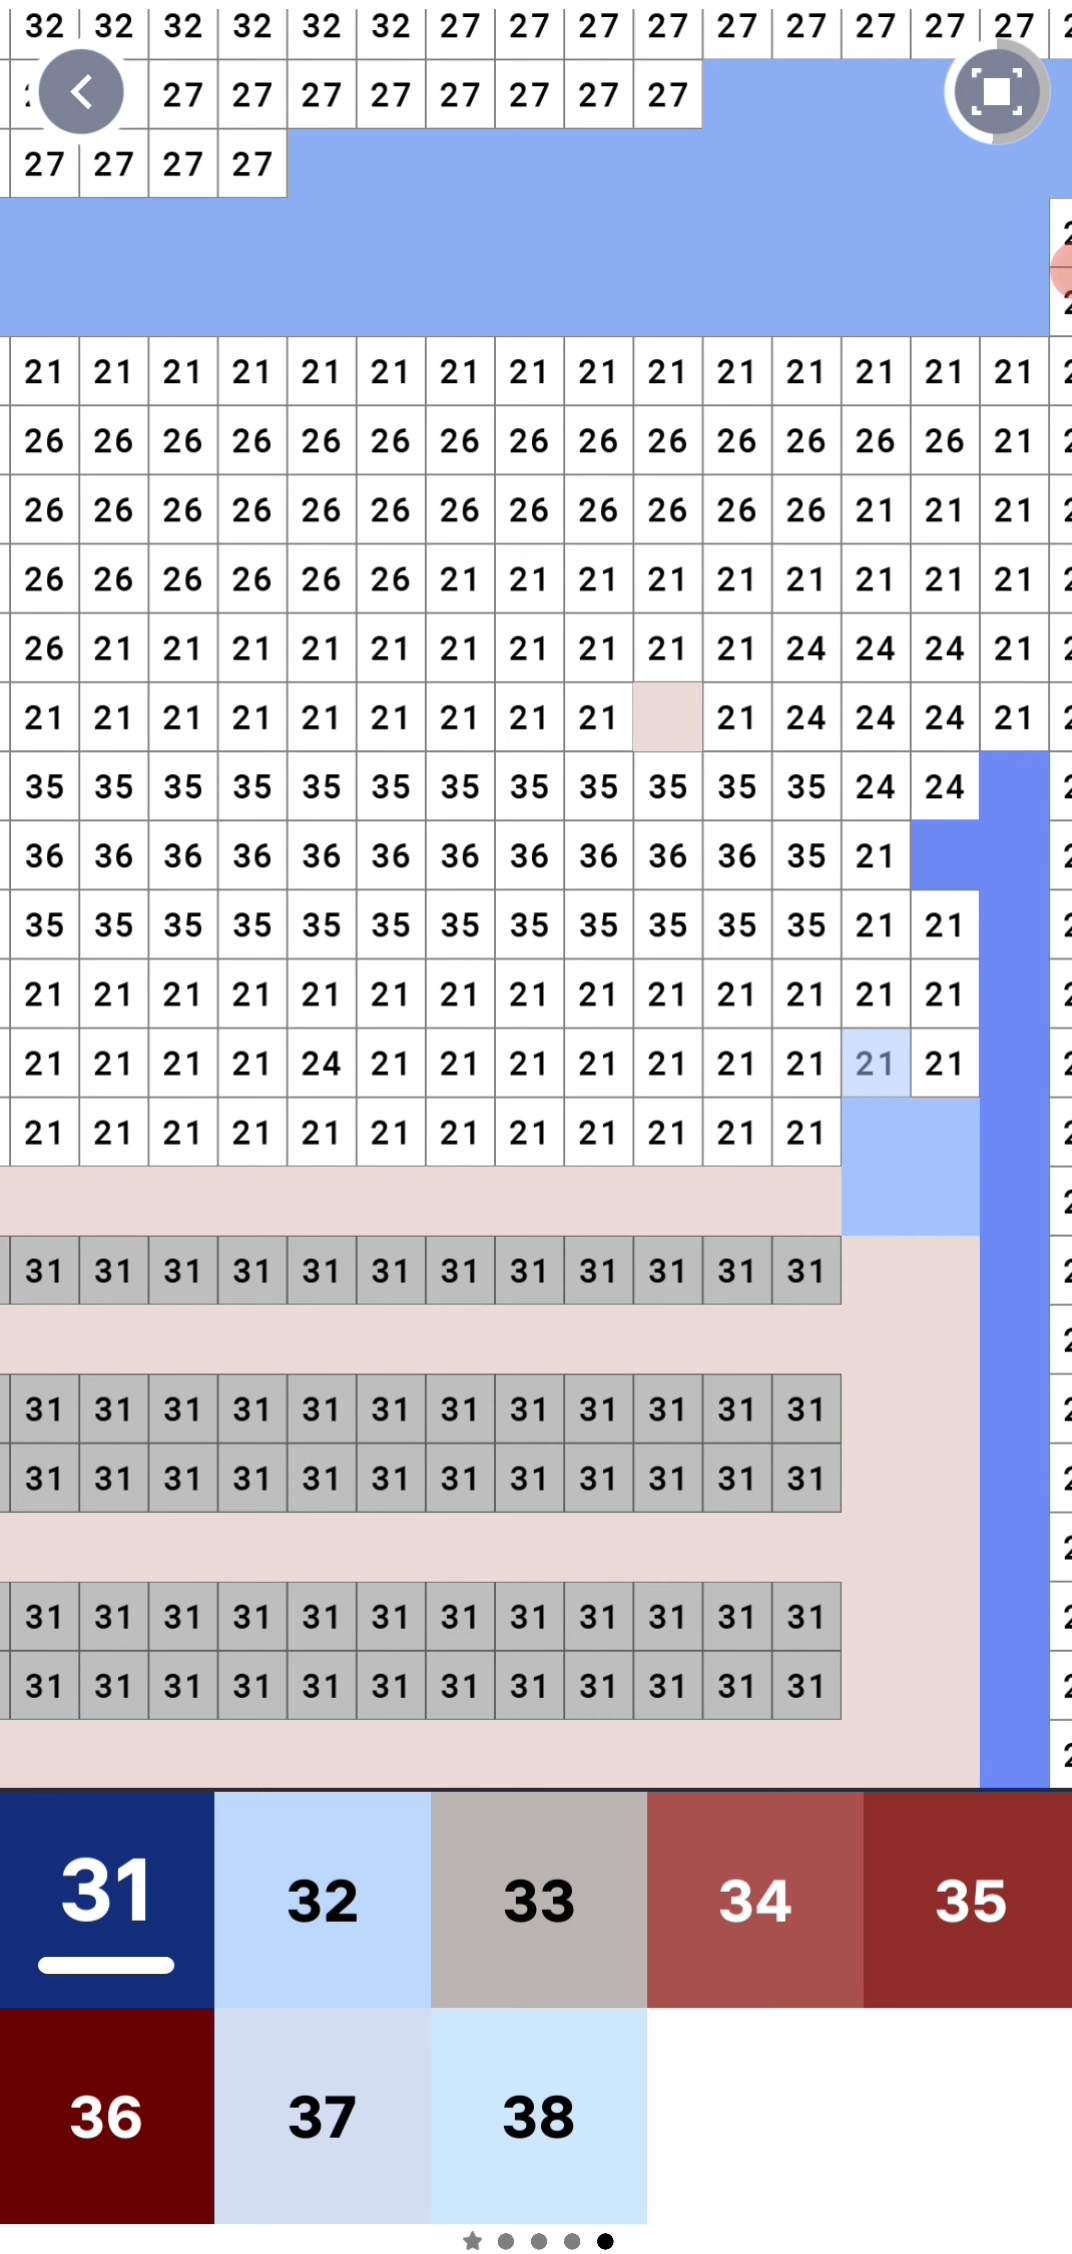 32 32 32 32 32 32 27 27 27 27 27 27 27 27 27
27 27 27 27 27 27 27 27
27 27 27 27
21 21 21 21 21 21 21 21 21 21 21 21 21 21 21
26 26 26 26 26 26 26 26 26 26 26 26 26 26 21
26 26 26 26 26 26 26 26 26 26 26 26 21 21 21
26 26 26 26 26 26 21 21 21 21 21 21 21 21 21
26 21 21 21 21 21 21 21 21 21 21 24 24 24 21
21 21 21 21 21 21 21 21 21 21 24 24 24 21
35 35 35 35 35 35 35 35 35 35 35 35 24 24
36 36 36 36 36 36 36 36 36 36 36 35 21
35 35 35 35 35 35 35 35 35 35 35 35 21 21
21 21 21 21 21 21 21 21 21 21 21 21 21 21
21 21 21 21 24 21 21 21 21 21 21 21 21 21
21 21 21 21 21 21 21 21 21 21 21 21
31 31 31 31 31 31 31 31 31 31 31 31
31 31 31 31 31 31 31 31 31 31 31 31
31 31 31 31 31 31 31 31 31 31 31 31
31 31 31 31 31 31 31 31 31 31 31 31
31 31 31 31 31 31 31 31 31 31 31 31
31 32 33 34 35
36 37 38